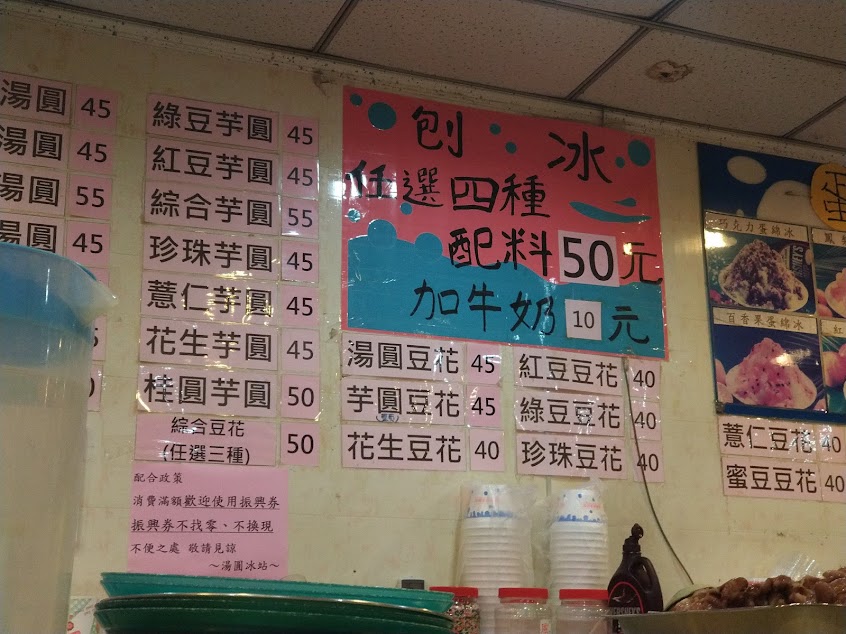 湯圓 45
湯圓 45
湯圓 55
湯圓 45
綠豆芋圓 45
紅豆芋圓 45
綜合芋圓 55
珍珠芋圓 45
薏仁芋圓 45
花生芋圓 45
桂圓芋圓 50
綜合豆花
(任選三種) 50
配合政策
消費滿額歡迎使用振興券
振興券不找零、不換現
不便之處 敬請見諒
～湯圓冰站～
刨冰
任選四種
配料50元
加牛奶10元
湯圓豆花 45
芋圓豆花 45
花生豆花 40
紅豆豆花 40
綠豆豆花 40
珍珠豆花 40
蛋
巧克力蛋綿冰
百香果蛋綿冰
紅
薏仁豆花 40
蜜豆豆花 40